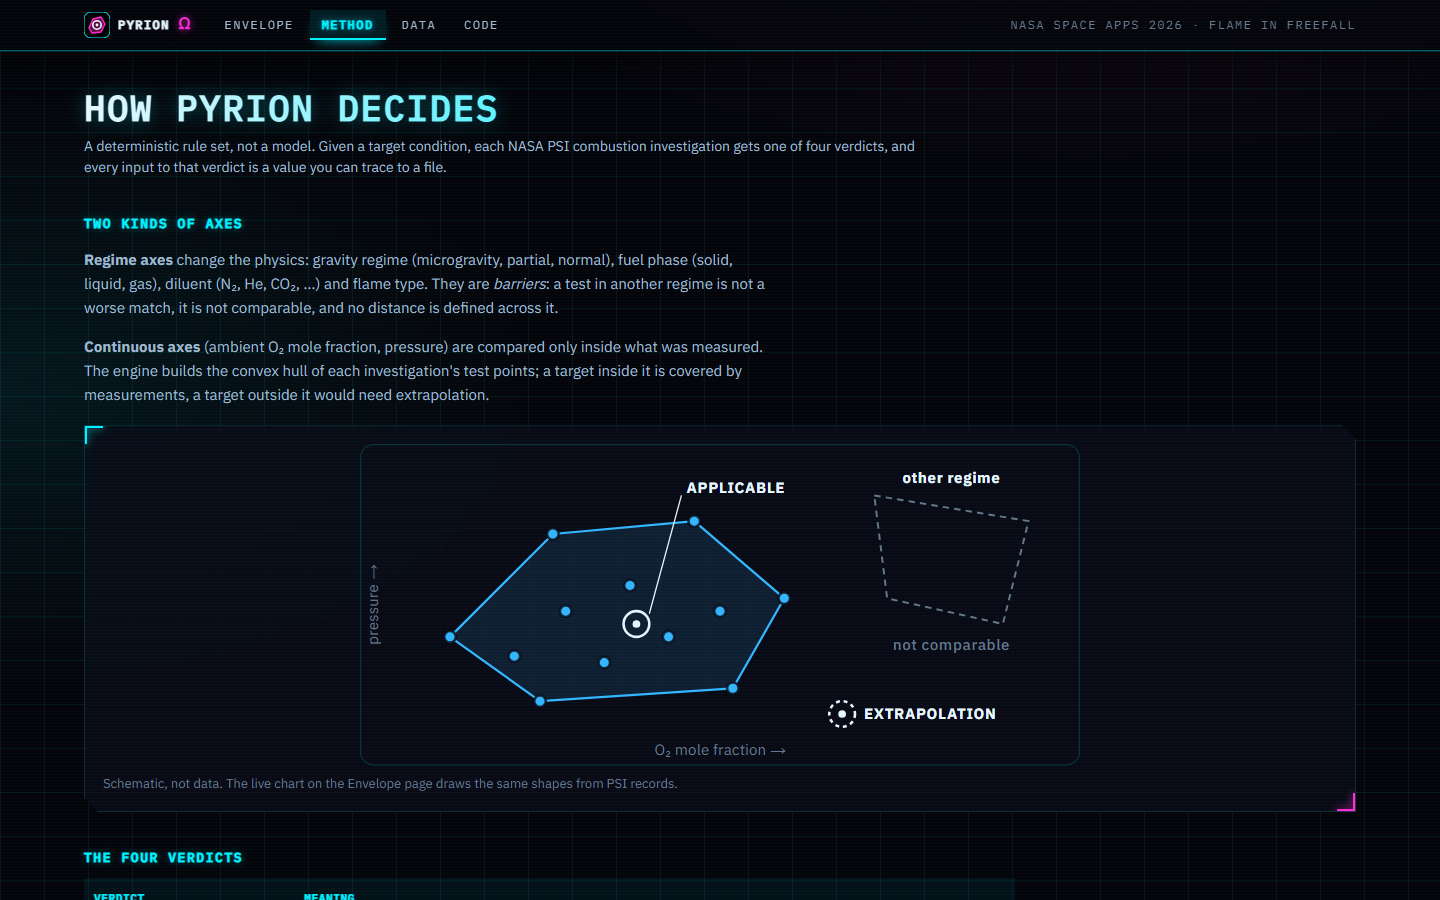 PYRION Ω
ENVELOPE
METHOD
DATA
CODE
NASA SPACE APPS 2026 · FLAME IN FREEFALL
HOW PYRION DECIDES
A deterministic rule set, not a model. Given a target condition, each NASA PSI combustion investigation gets one of four verdicts, and
every input to that verdict is a value you can trace to a file.
TWO KINDS OF AXES
Regime axes change the physics: gravity regime (microgravity, partial, normal), fuel phase (solid,
liquid, gas), diluent (N₂, He, CO₂, ...) and flame type. They are barriers: a test in another regime is not a
worse match, it is not comparable, and no distance is defined across it.
Continuous axes (ambient O₂ mole fraction, pressure) are compared only inside what was measured.
The engine builds the convex hull of each investigation's test points; a target inside it is covered by
measurements, a target outside it would need extrapolation.
other regime
APPLICABLE
pressure →
not comparable
EXTRAPOLATION
O₂ mole fraction →
Schematic, not data. The live chart on the Envelope page draws the same shapes from PSI records.
THE FOUR VERDICTS
VERDICT
MEANING